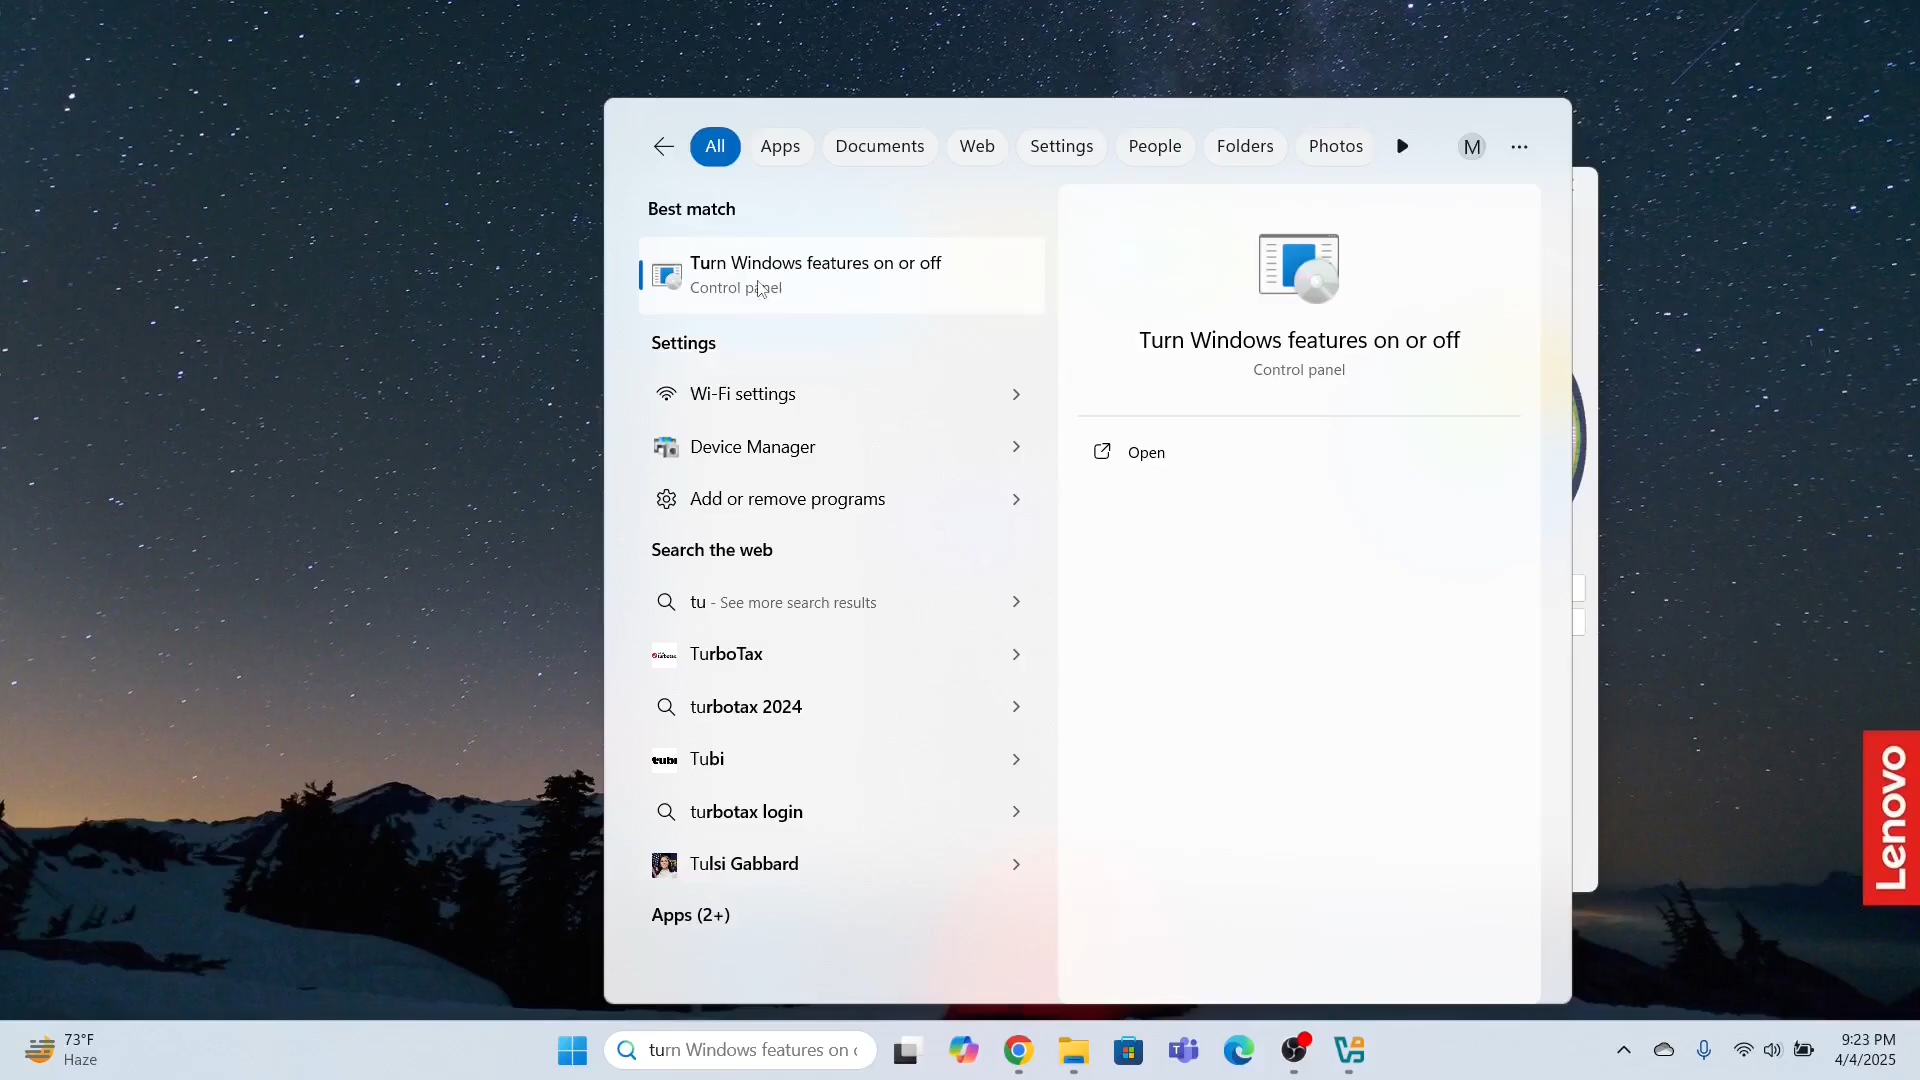 All
Apps
Documents
Web
Settings
People
Folders
Photos
M
Best match
Turn Windows features on or off
Control panel
Settings
Wi-Fi settings
Device Manager
Add or remove programs
Search the web
tu - See more search results
TurboTax
turbotax 2024
Tubi
turbotax login
Tulsi Gabbard
Apps (2+)
Turn Windows features on or off
Control panel
Open
Lenovo
73°F
Haze
turn Windows features on
9:23 PM
4/4/2025